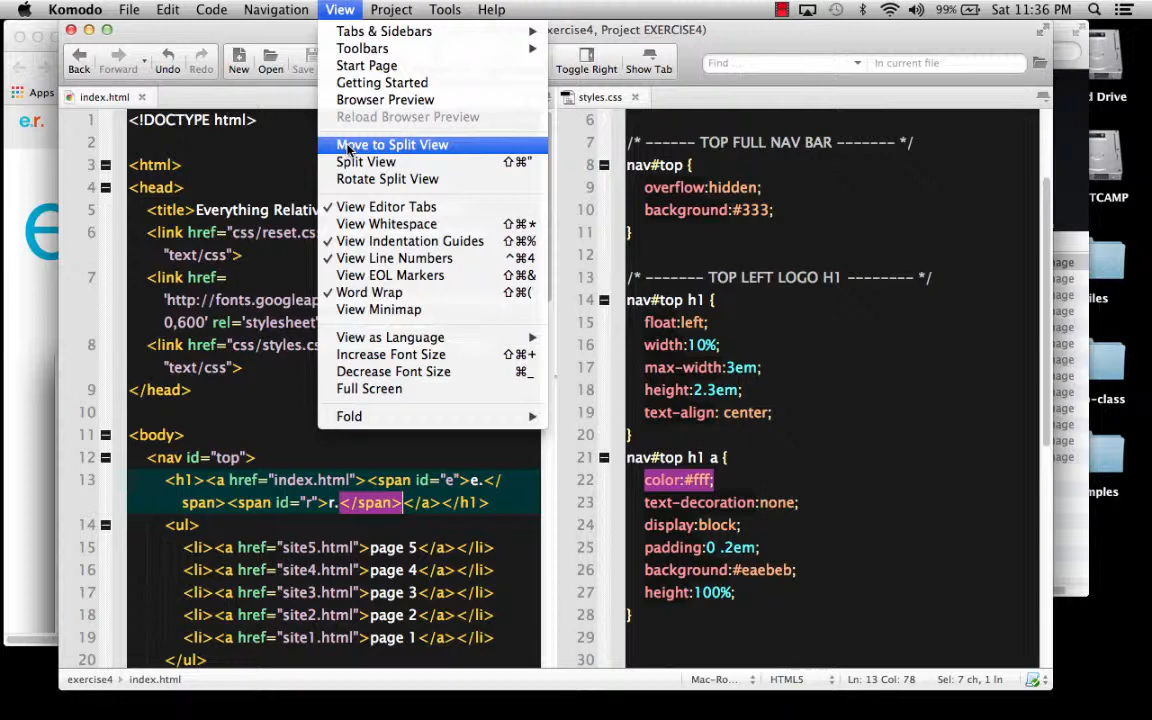 Komodo File Edit Code Navigation View Project Tools Help 99% Sat 11:36 PM
exercise4, Project EXERCISE4)
Back Forward Undo Redo New Open Save Toggle Right Show Tab Find... In current file
Apps
index.html
styles.css
e.r.
Tabs & Sidebars
Toolbars
Start Page
Getting Started
Browser Preview
Reload Browser Preview
Move to Split View
Split View ⇧⌘"
Rotate Split View
View Editor Tabs
View Whitespace ⇧⌘*
View Indentation Guides ⇧⌘%
View Line Numbers ^⌘4
View EOL Markers ⇧⌘&
Word Wrap ⇧⌘(
View Minimap
View as Language
Increase Font Size ⇧⌘+
Decrease Font Size ⌘_
Full Screen
Fold
1 <!DOCTYPE html>
2
3 <html>
4 <head>
5 <title>Everything Relativ
6 <link href="css/reset.cs
"text/css">
7 <link href=
'http://fonts.googleap
0,600' rel='stylesheet'
8 <link href="css/styles.c
"text/css">
9 </head>
10
11 <body>
12 <nav id="top">
13 <h1><a href="index.html"><span id="e">e.</
span><span id="r">r.</span></a></h1>
14 <ul>
15 <li><a href="site5.html">page 5</a></li>
16 <li><a href="site4.html">page 4</a></li>
17 <li><a href="site3.html">page 3</a></li>
18 <li><a href="site2.html">page 2</a></li>
19 <li><a href="site1.html">page 1</a></li>
20 </ul>
6
7 /* ------ TOP FULL NAV BAR ------- */
8 nav#top {
9 overflow:hidden;
10 background:#333;
11 }
12
13 /* ------- TOP LEFT LOGO H1 ------- */
14 nav#top h1 {
15 float:left;
16 width:10%;
17 max-width:3em;
18 height:2.3em;
19 text-align: center;
20 }
21 nav#top h1 a {
22 color:#fff;
23 text-decoration:none;
24 display:block;
25 padding:0 .2em;
26 background:#eaebeb;
27 height:100%;
28 }
29
30
exercise4 index.html Mac-Ro... HTML5 Ln: 13 Col: 78 Sel: 7 ch, 1 ln
d Drive
TCAMP
nage
nage
iles
nage
nage
nage
o-class
nage
nage
nage
mples